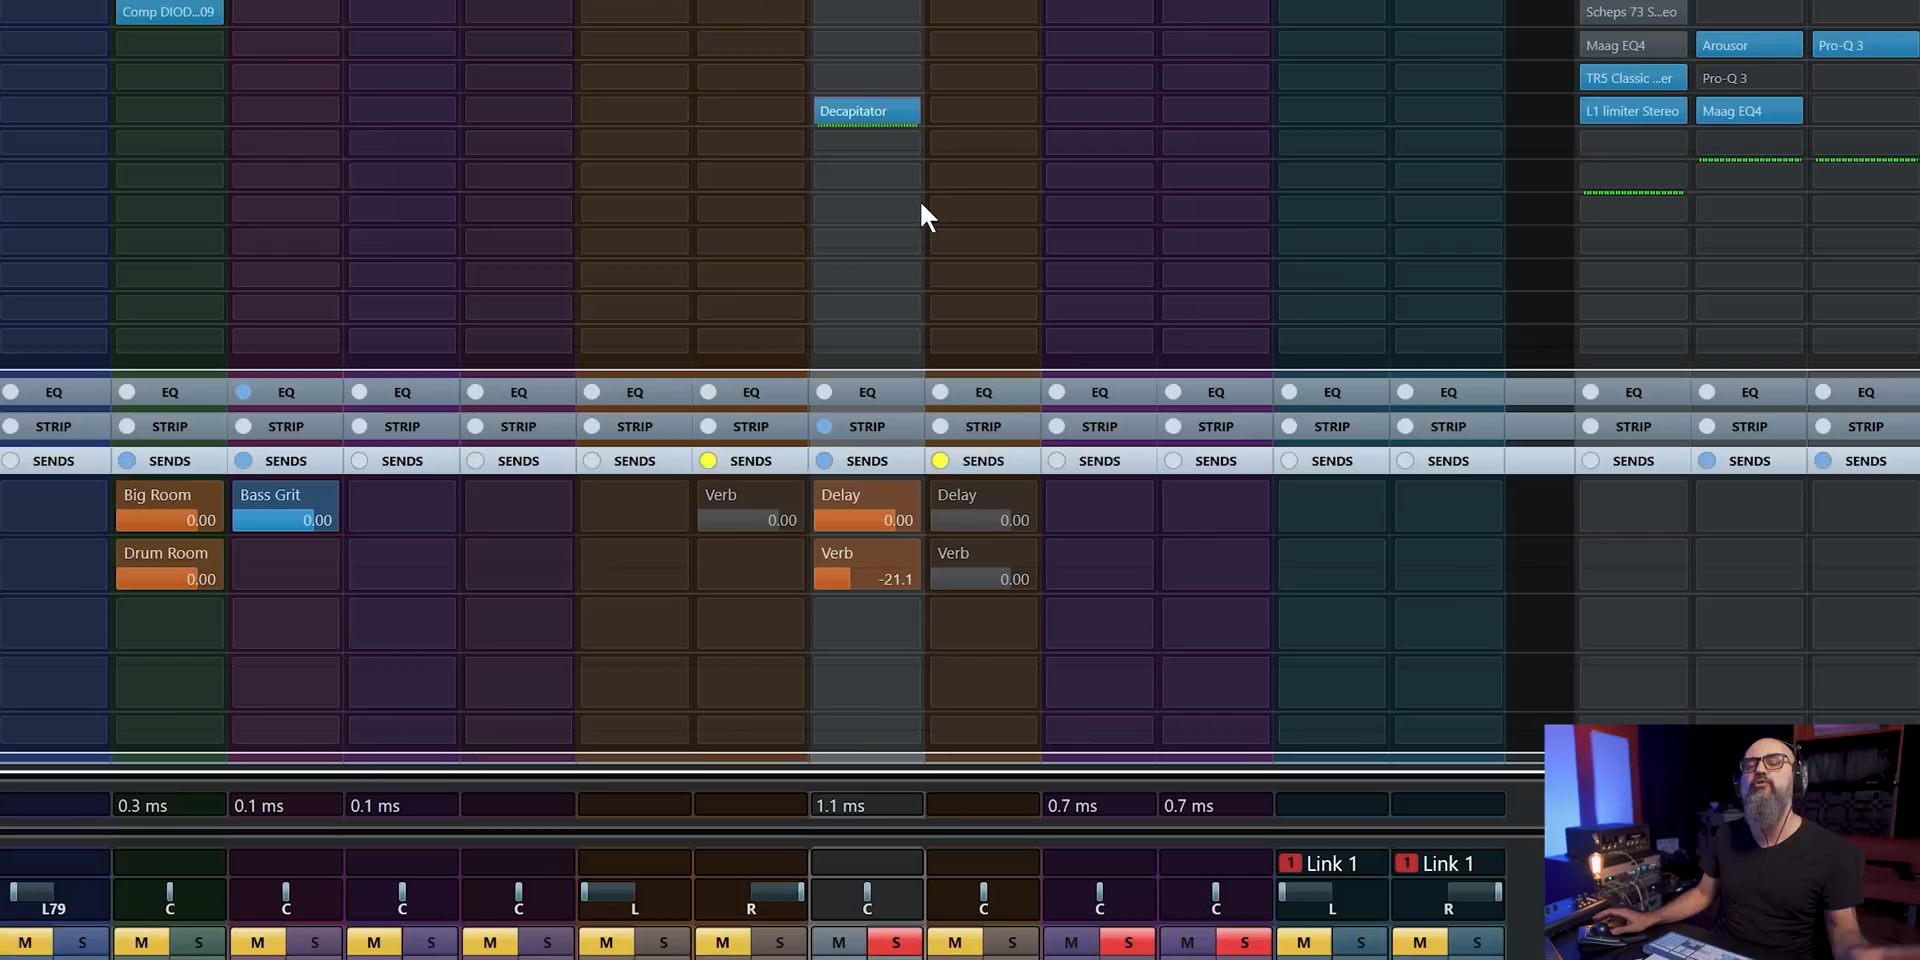 Comp DIOD...09
Scheps 73 S...eo
Maag EQ4
Arousor
Pro-Q 3
TR5 Classic ...er
Pro-Q 3
Decapitator
L1 limiter Stereo
Maag EQ4
EQ EQ EQ EQ EQ EQ EQ EQ EQ EQ EQ EQ EQ EQ EQ EQ
STRIP STRIP STRIP STRIP STRIP STRIP STRIP STRIP STRIP STRIP STRIP STRIP STRIP STRIP STRIP STRIP
SENDS SENDS SENDS SENDS SENDS SENDS SENDS SENDS SENDS SENDS SENDS SENDS SENDS SENDS SENDS SENDS
Big Room Bass Grit Verb Delay Delay
0.00 0.00 0.00 0.00 0.00
Drum Room Verb Verb
0.00 -21.1 0.00
0.3 ms 0.1 ms 0.1 ms 1.1 ms 0.7 ms 0.7 ms
1 Link 1 1 Link 1
L79 C C C C L R C C C C L R
M S M S M S M S M S M S M S M S M S M S M S M S M S